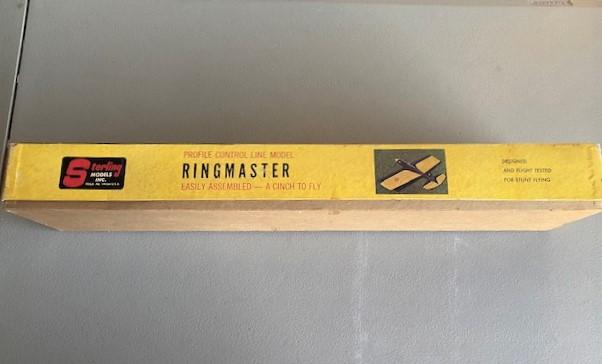 Sterling
MODELS
INC.
PROFILE CONTROL LINE MODEL
RINGMASTER
EASILY ASSEMBLED — A CINCH TO FLY
DESIGNED
AND FLIGHT TESTED
FOR STUNT FLYING